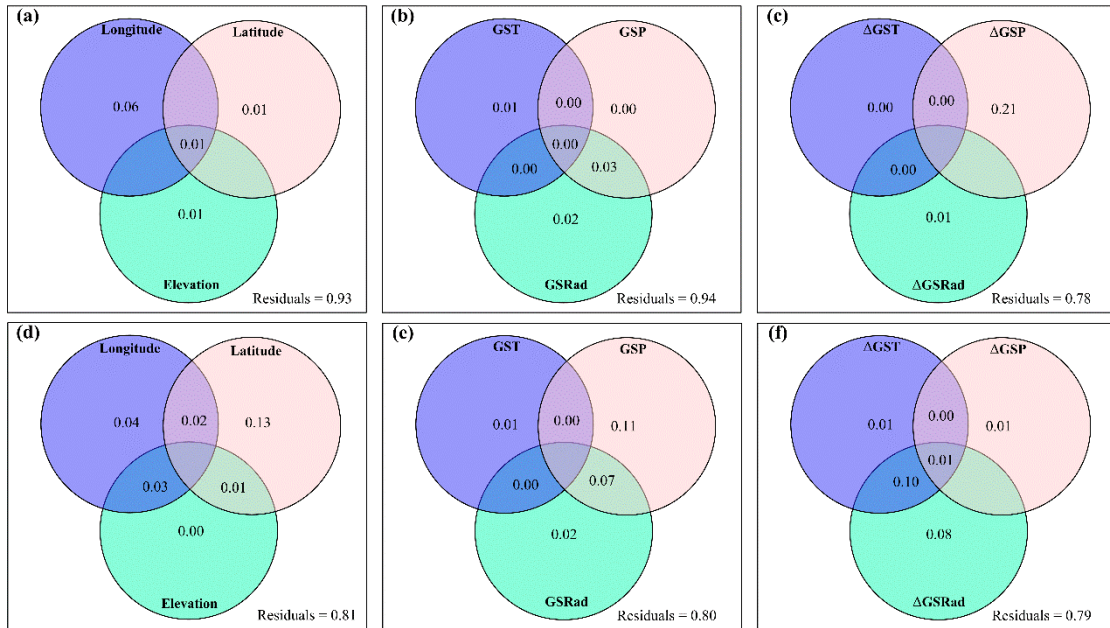 (a)
Longitude
Latitude
0.06
0.01
0.01
0.01
Elevation
Residuals = 0.93
(b)
GST
GSP
0.01
0.00
0.00
0.00
0.00
0.03
0.02
GSRad
Residuals = 0.94
(c)
ΔGST
ΔGSP
0.00
0.00
0.21
0.00
0.01
ΔGSRad
Residuals = 0.78
(d)
Longitude
Latitude
0.04
0.02
0.13
0.03
0.01
0.00
Elevation
Residuals = 0.81
(e)
GST
GSP
0.01
0.00
0.11
0.00
0.07
0.02
GSRad
Residuals = 0.80
(f)
ΔGST
ΔGSP
0.01
0.00
0.01
0.01
0.10
0.08
ΔGSRad
Residuals = 0.79